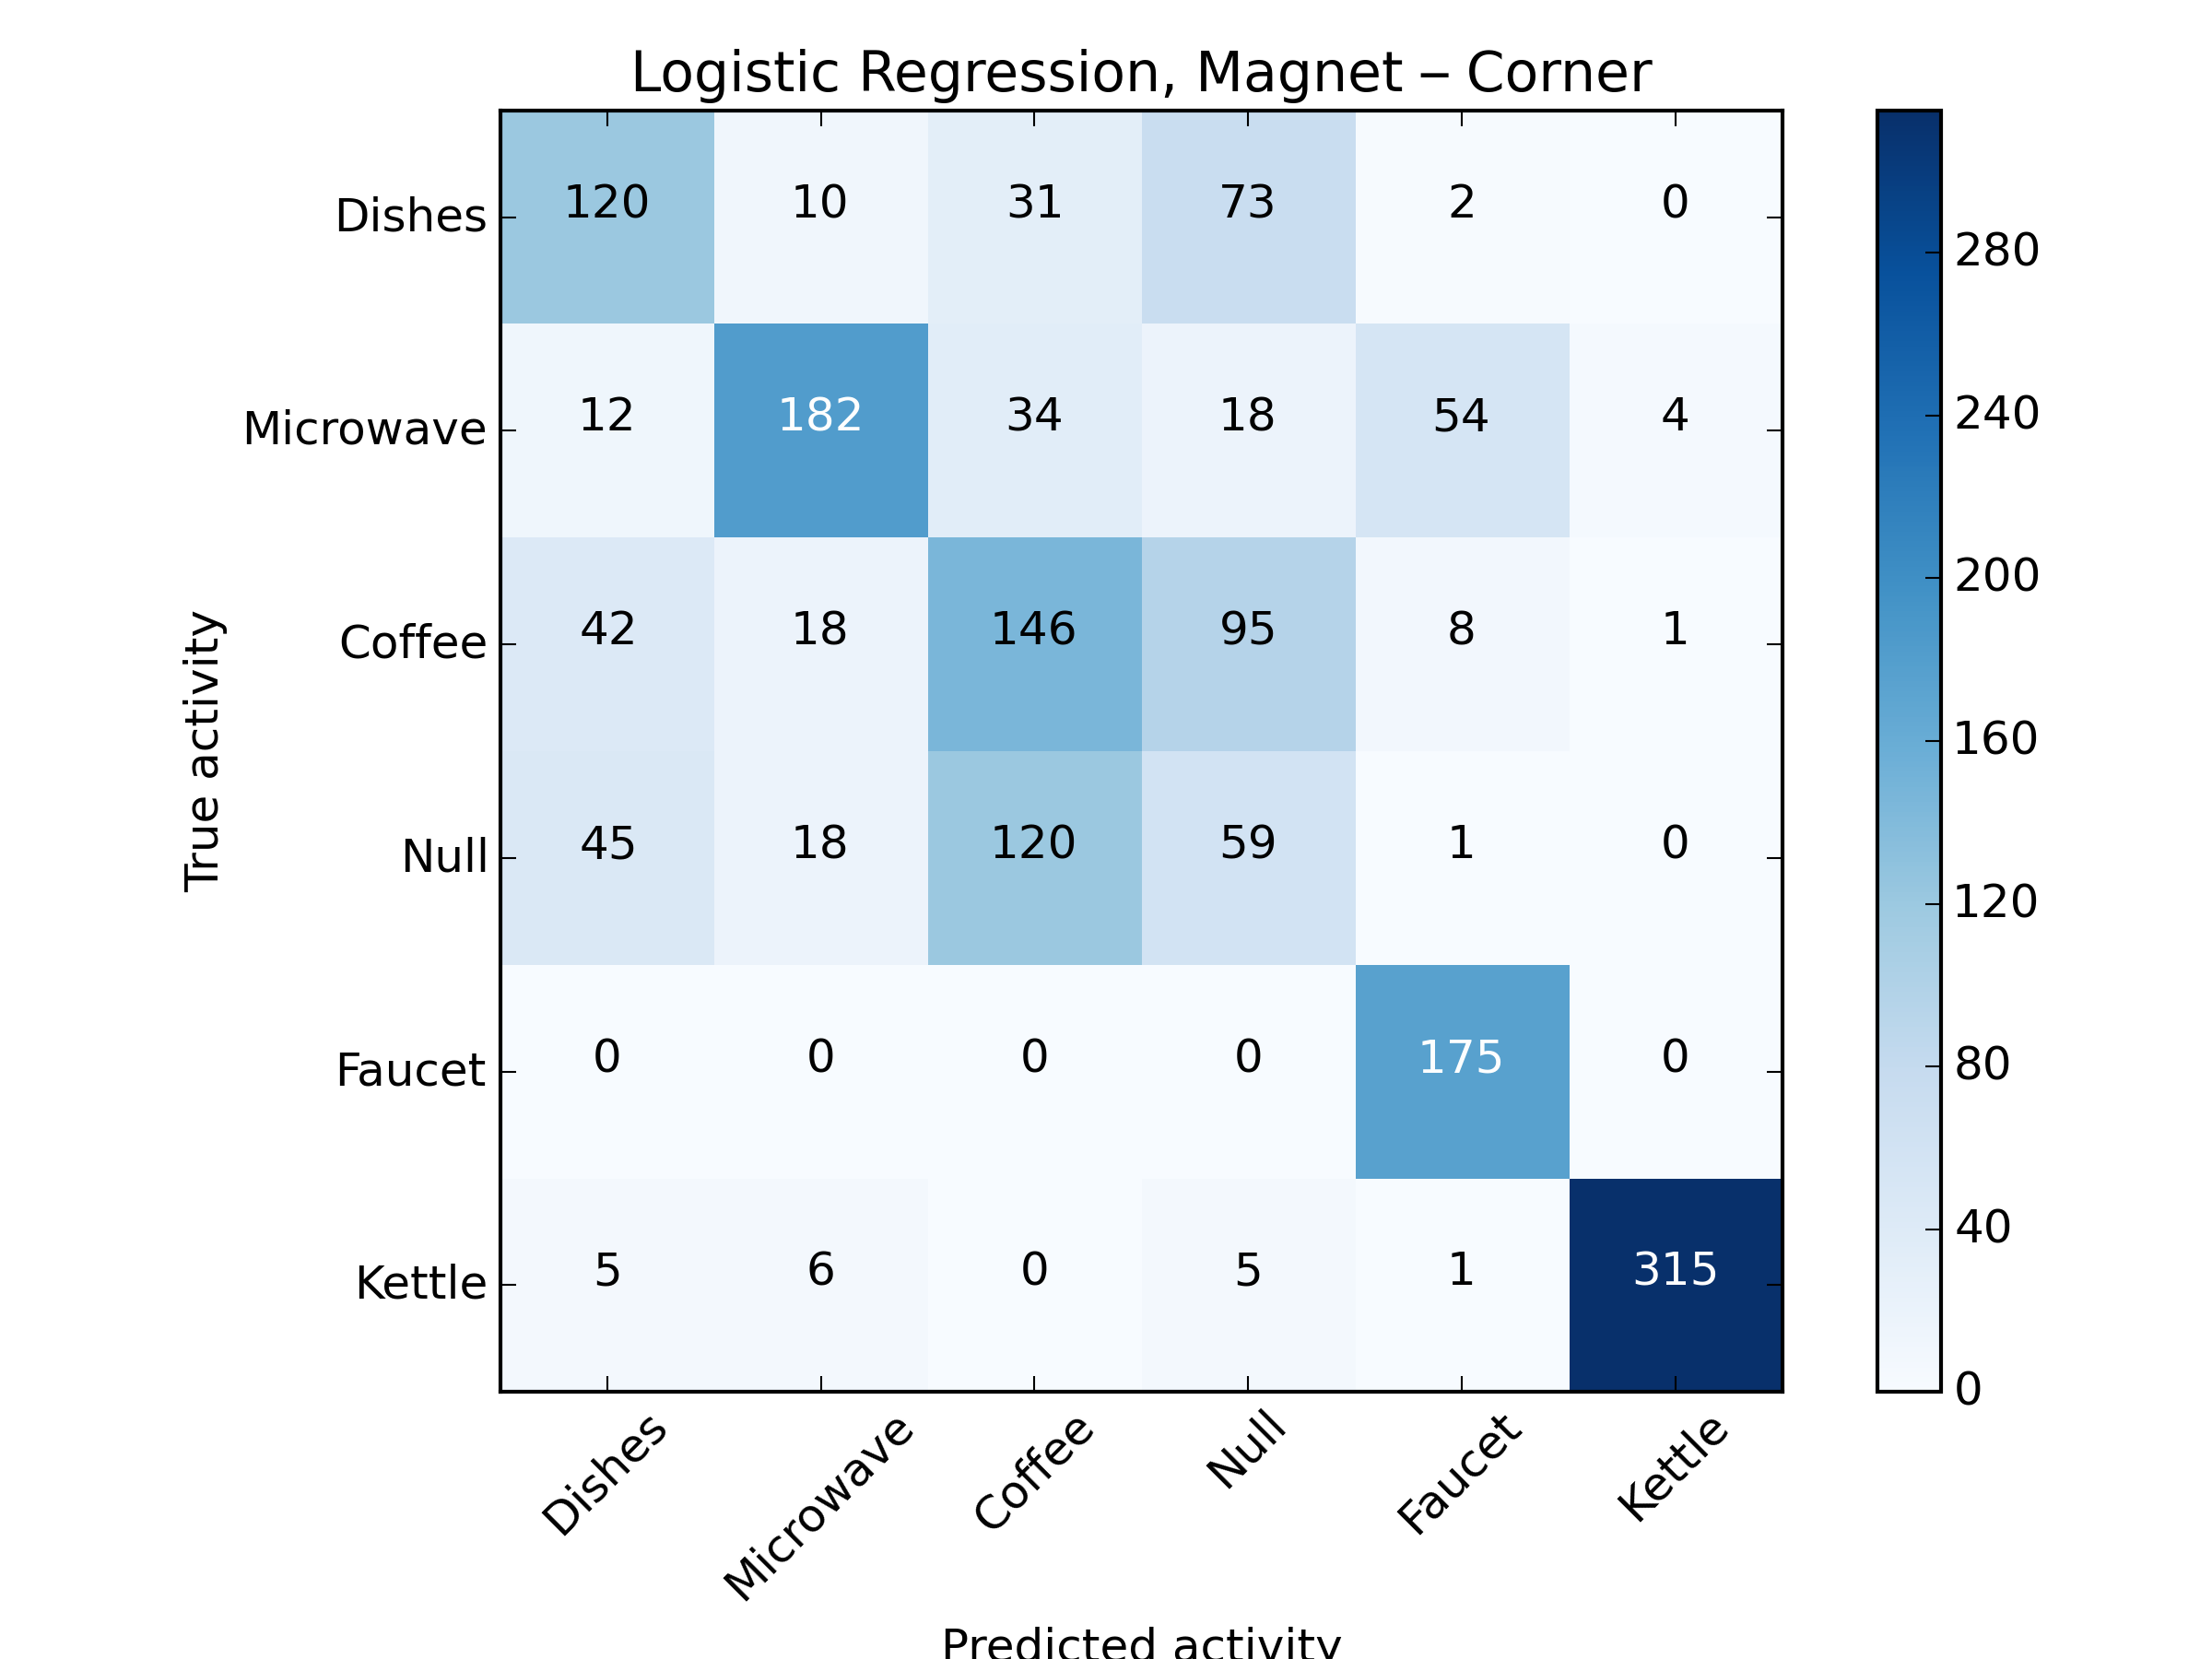 Logistic Regression, Magnet – Corner
Dishes 120 10 31 73 2 0
Microwave 12 182 34 18 54 4
Coffee 42 18 146 95 8 1
Null 45 18 120 59 1 0
Faucet 0 0 0 0 175 0
Kettle 5 6 0 5 1 315
True activity
Dishes Microwave Coffee Null Faucet Kettle
Predicted activity
280
240
200
160
120
80
40
0